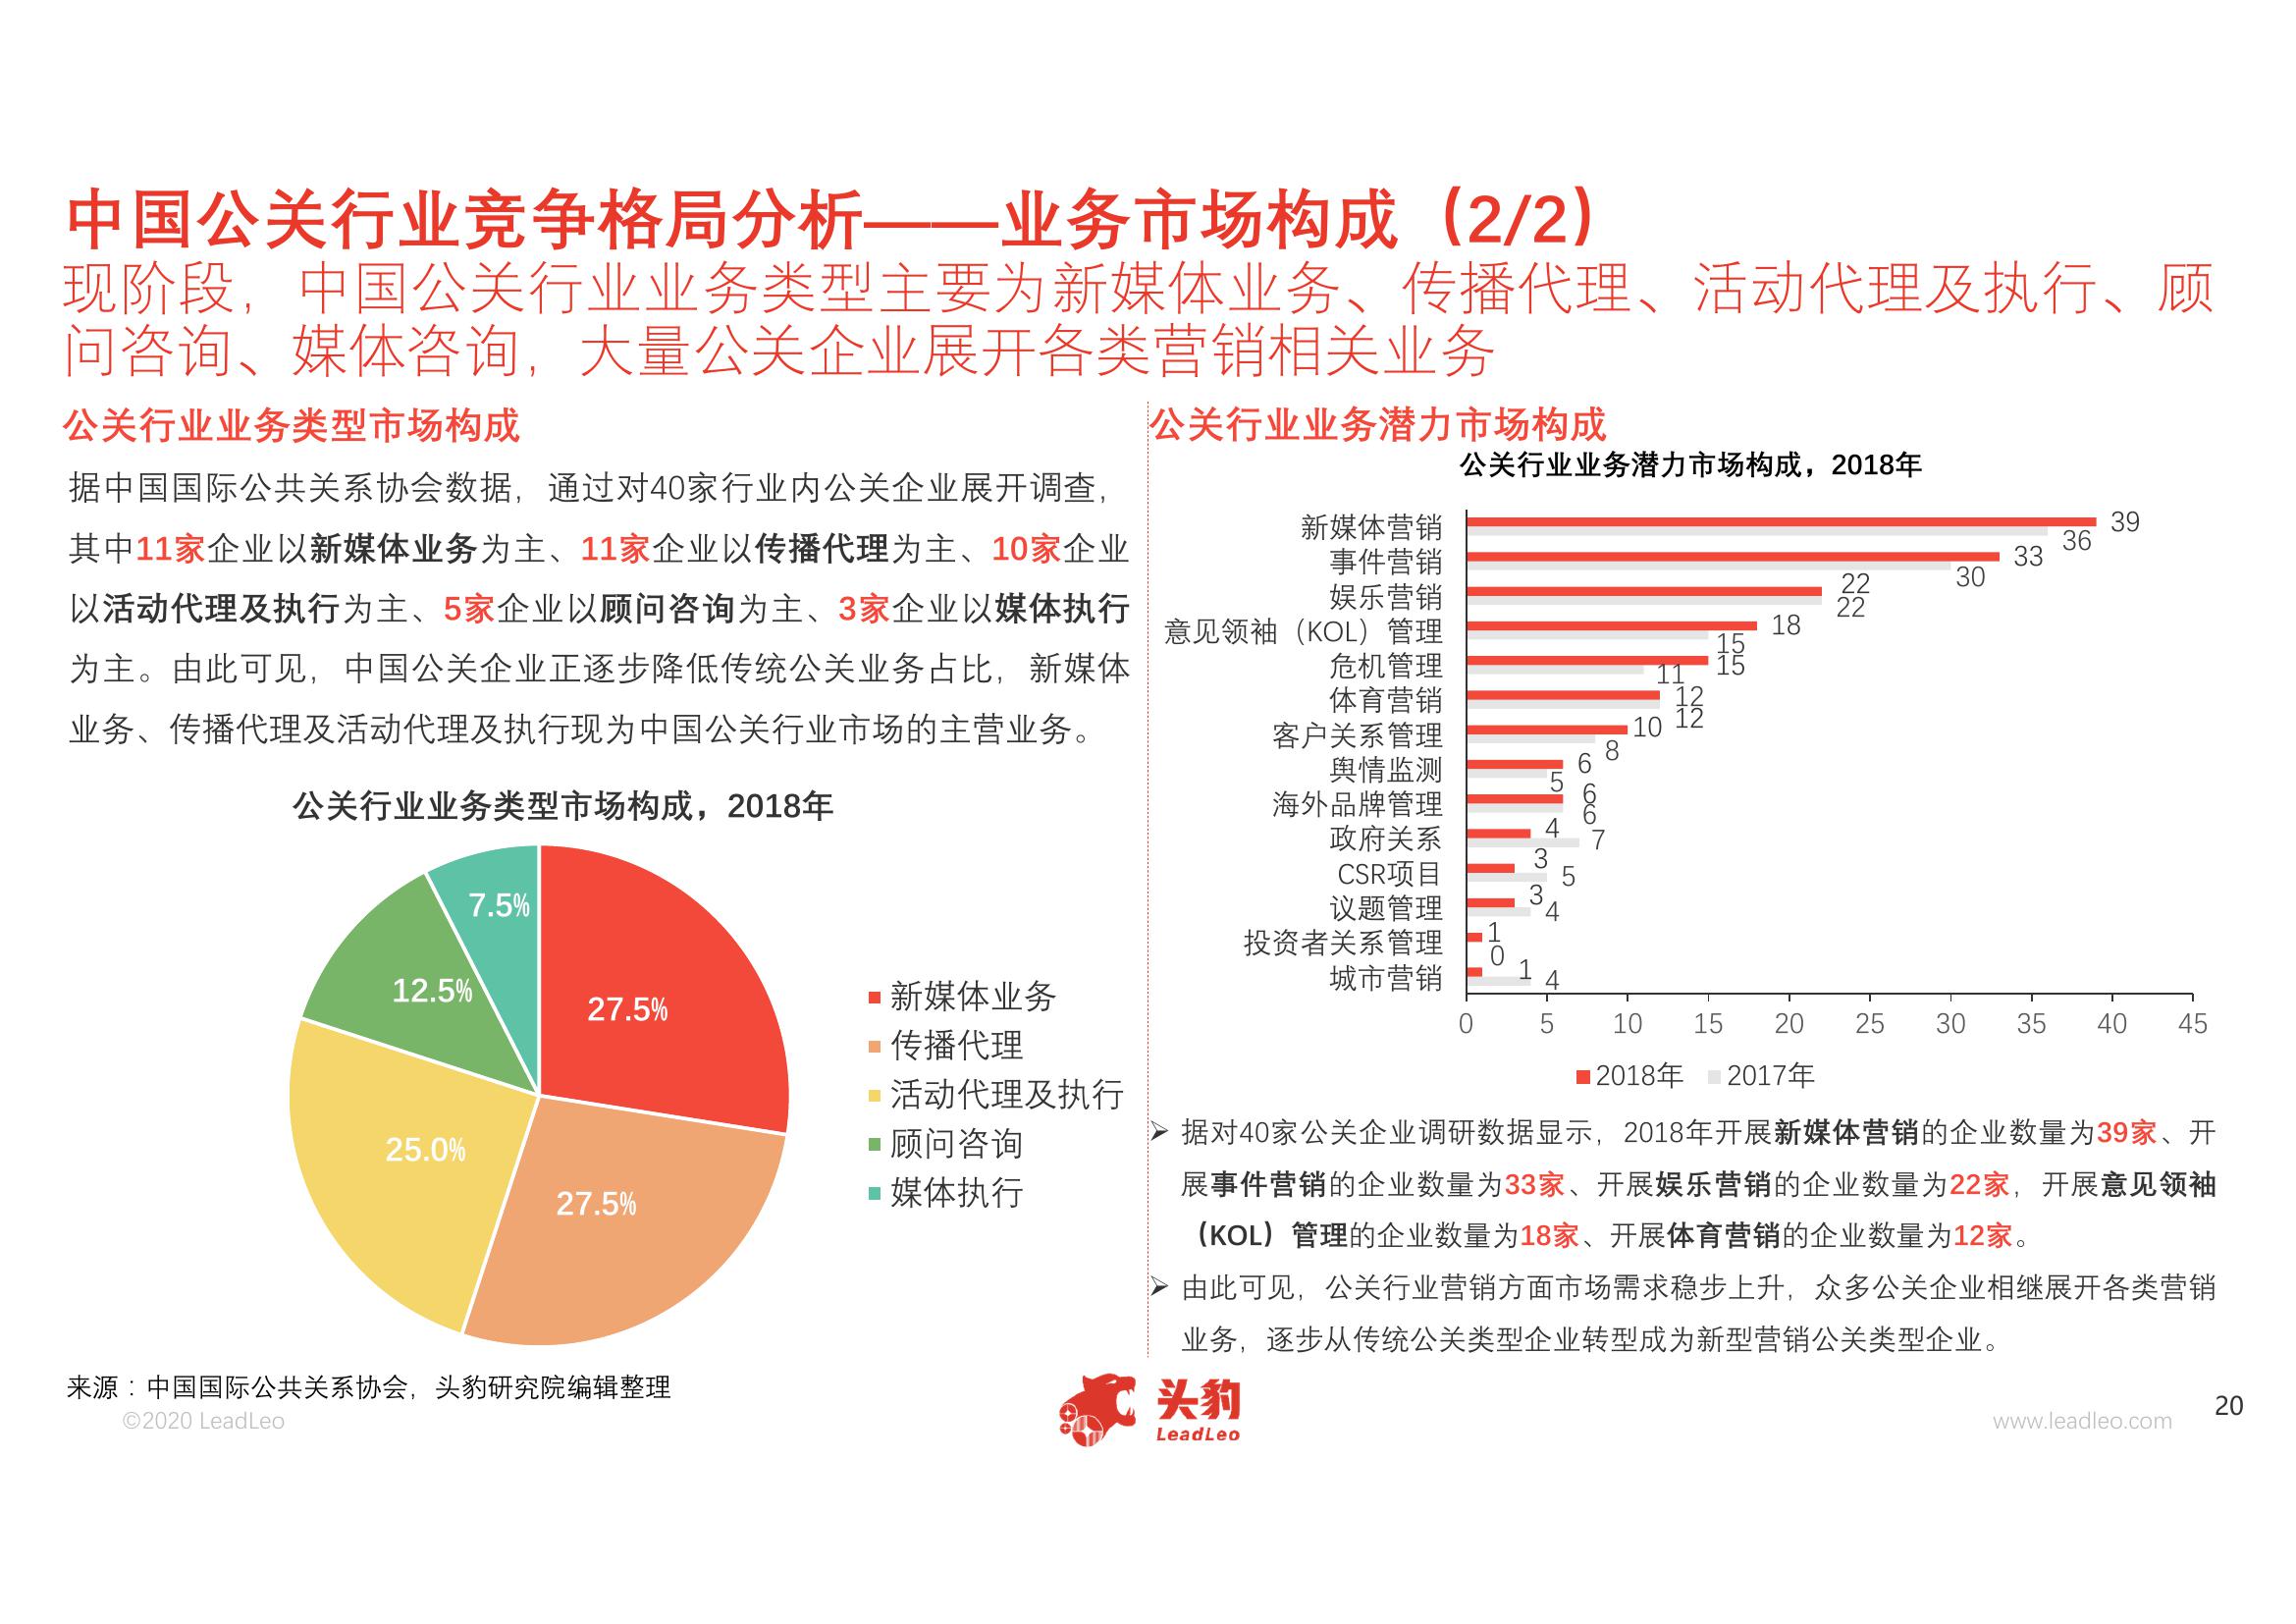 中国公关行业竞争格局分析——业务市场构成（2/2）
现阶段，中国公关行业业务类型主要为新媒体业务、传播代理、活动代理及执行、顾
问咨询、媒体咨询，大量公关企业展开各类营销相关业务
公关行业业务类型市场构成
据中国国际公共关系协会数据，通过对40家行业内公关企业展开调查，
其中11家企业以新媒体业务为主、11家企业以传播代理为主、10家企业
以活动代理及执行为主、5家企业以顾问咨询为主、3家企业以媒体执行
为主。由此可见，中国公关企业正逐步降低传统公关业务占比，新媒体
业务、传播代理及活动代理及执行现为中国公关行业市场的主营业务。
公关行业业务类型市场构成，2018年
7.5%
12.5%
27.5%
25.0%
27.5%
新媒体业务
传播代理
活动代理及执行
顾问咨询
媒体执行
公关行业业务潜力市场构成
公关行业业务潜力市场构成，2018年
新媒体营销 39 36
事件营销 33 30
娱乐营销 22 22
意见领袖（KOL）管理 18 15
危机管理 15 11
体育营销 12 12
客户关系管理 10 8
舆情监测 6 5
海外品牌管理 6 6
政府关系 4 7
CSR项目 3 5
议题管理 3 4
投资者关系管理 1 0
城市营销 1 4
0 5 10 15 20 25 30 35 40 45
2018年 2017年
➢ 据对40家公关企业调研数据显示，2018年开展新媒体营销的企业数量为39家、开
展事件营销的企业数量为33家、开展娱乐营销的企业数量为22家，开展意见领袖
（KOL）管理的企业数量为18家、开展体育营销的企业数量为12家。
➢ 由此可见，公关行业营销方面市场需求稳步上升，众多公关企业相继展开各类营销
业务，逐步从传统公关类型企业转型成为新型营销公关类型企业。
来源：中国国际公共关系协会，头豹研究院编辑整理
©2020 LeadLeo
头豹
LeadLeo
www.leadleo.com
20